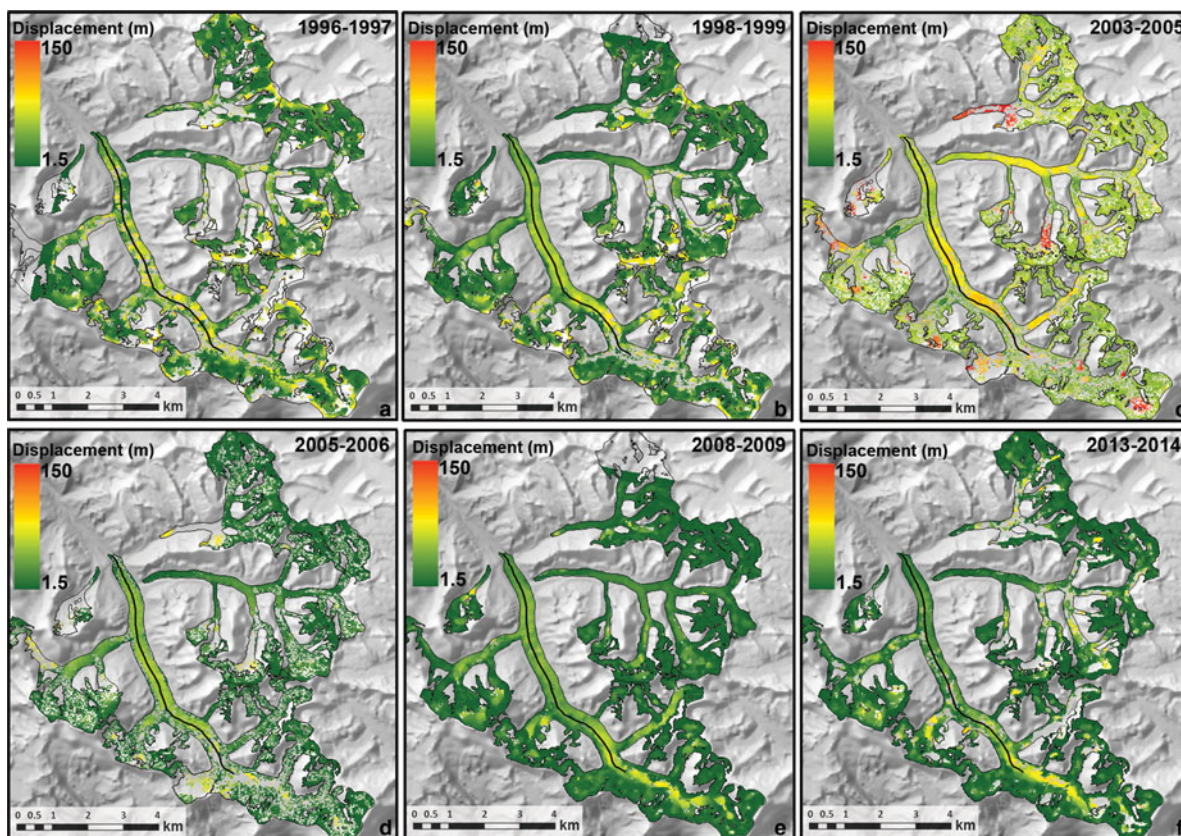 Displacement (m) 1996-1997
150
1.5
0 0.5 1 2 3 4
km
a
Displacement (m) 1998-1999
150
1.5
0 0.5 1 2 3 4
km
b
Displacement (m) 2003-2005
150
1.5
0 0.5 1 2 3 4
km
c
Displacement (m) 2005-2006
150
1.5
0 0.5 1 2 3 4
km
d
Displacement (m) 2008-2009
150
1.5
0 0.5 1 2 3 4
km
e
Displacement (m) 2013-2014
150
1.5
0 0.5 1 2 3 4
km
f